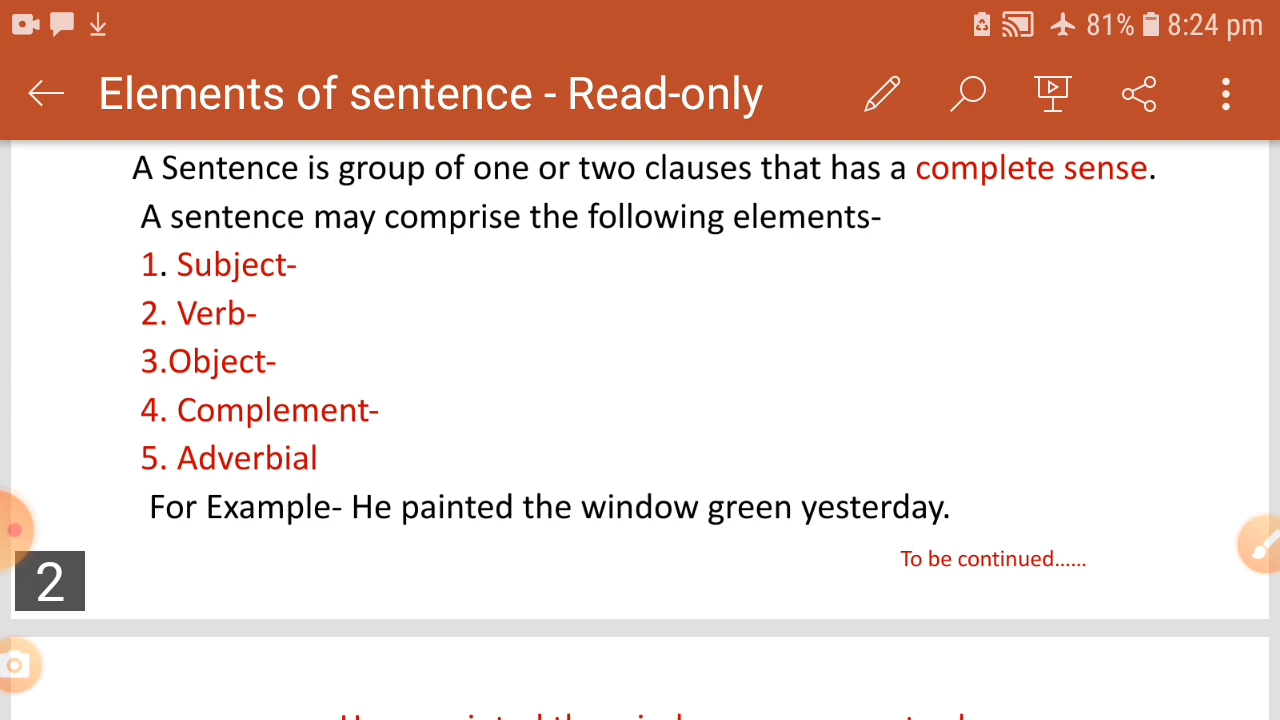 81% 8:24 pm
Elements of sentence - Read-only
A Sentence is group of one or two clauses that has a complete sense.
A sentence may comprise the following elements-
1. Subject-
2. Verb-
3.Object-
4. Complement-
5. Adverbial
For Example- He painted the window green yesterday.
To be continued......
2